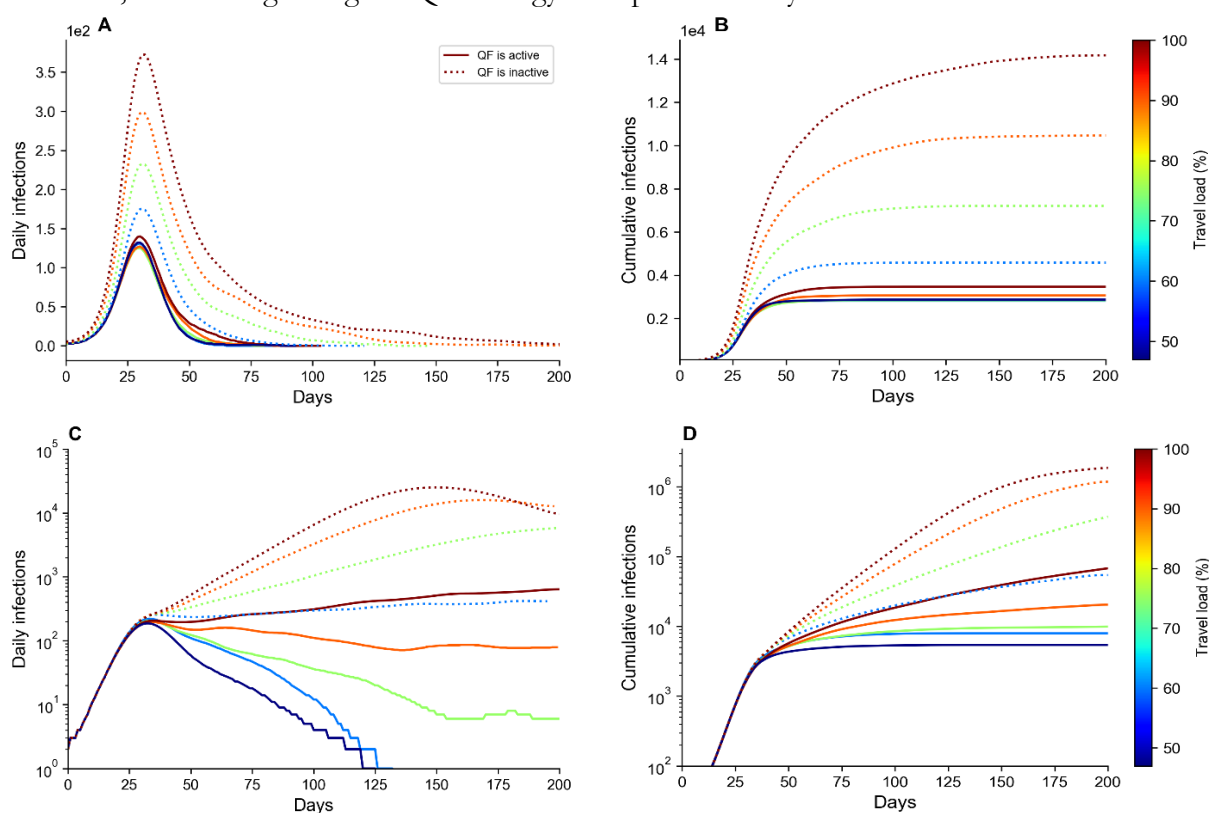 A
1e2
Daily infections
3.5
3.0
2.5
2.0
1.5
1.0
0.5
0.0
0 25 50 75 100 125 150 175 200
Days
QF is active
QF is inactive
B
1e4
Cumulative infections
1.4
1.2
1.0
0.8
0.6
0.4
0.2
0 25 50 75 100 125 150 175 200
Days
100
90
80
70
60
50
Travel load (%)
C
Daily infections
10^5
10^4
10^3
10^2
10^1
10^0
0 25 50 75 100 125 150 175 200
Days
D
Cumulative infections
10^6
10^5
10^4
10^3
10^2
0 25 50 75 100 125 150 175 200
Days
100
90
80
70
60
50
Travel load (%)